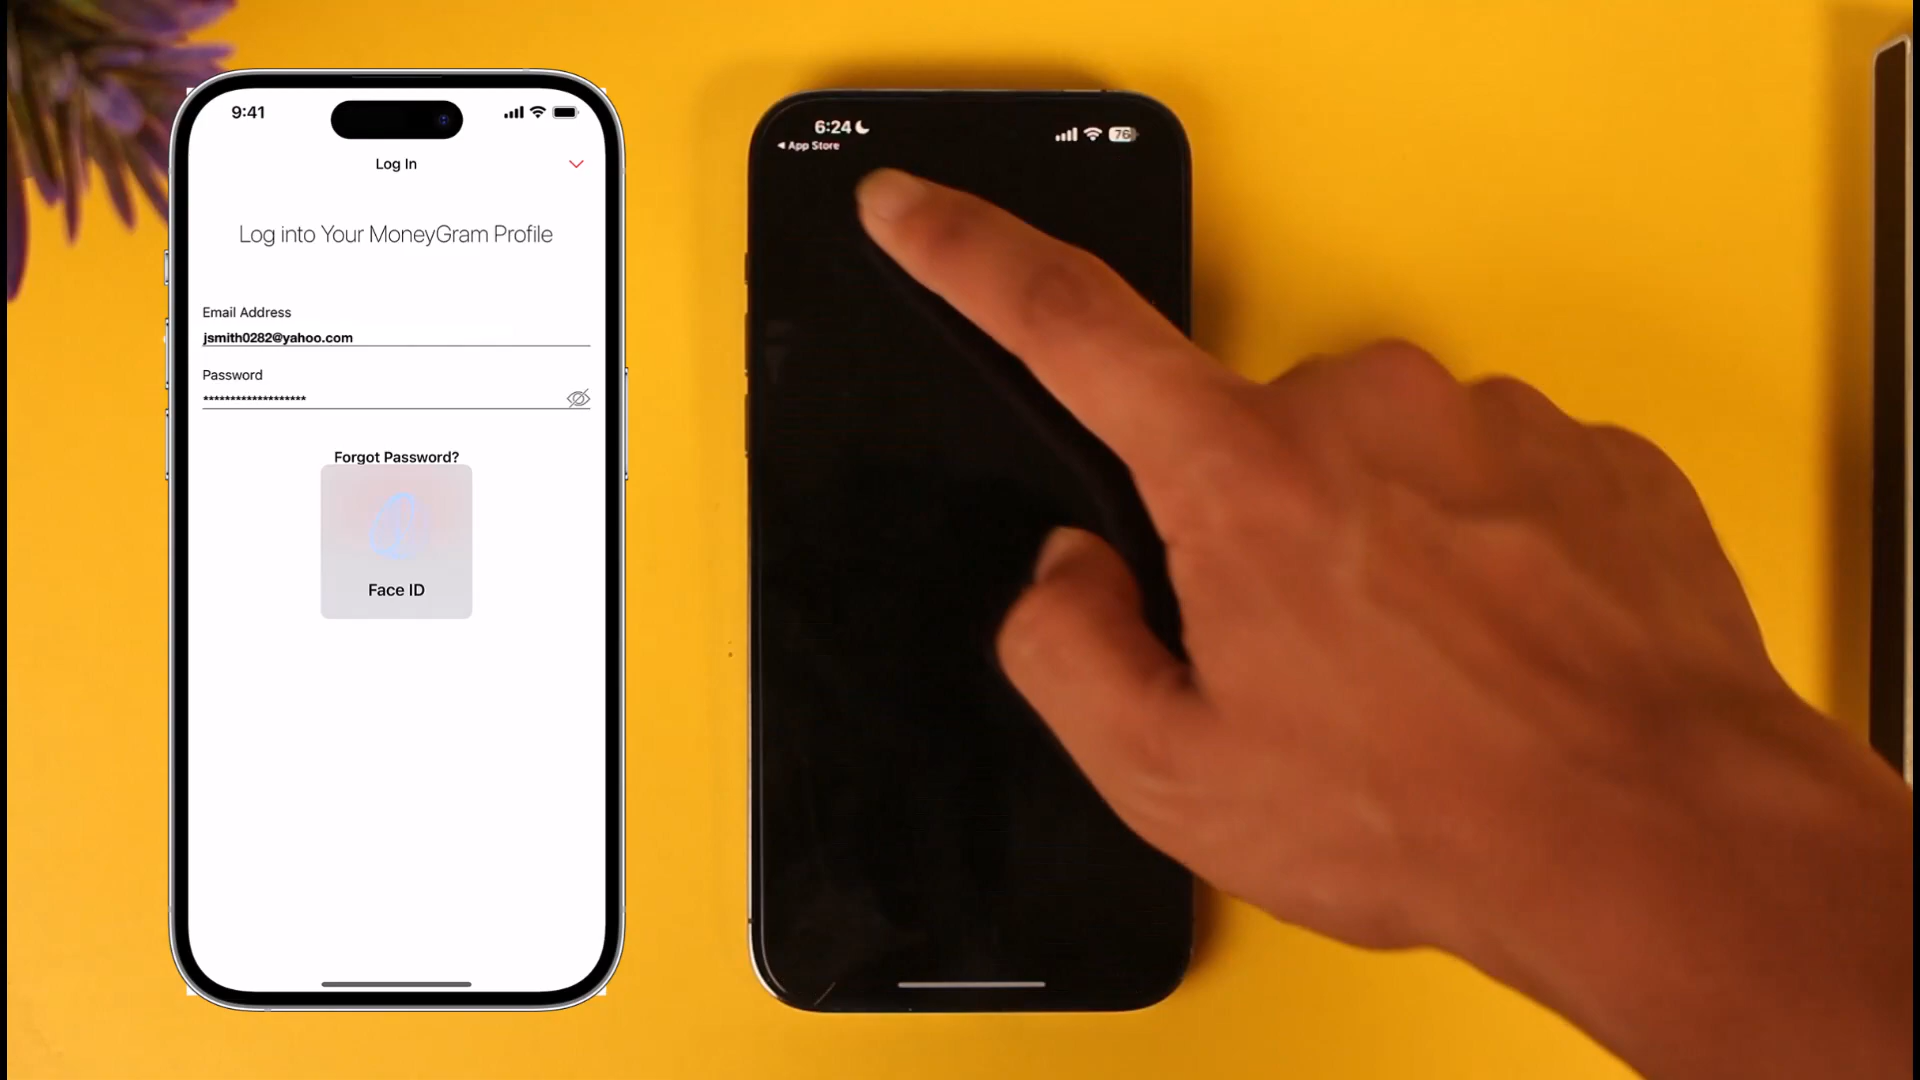 9:41
Log In
Log into Your MoneyGram Profile
Email Address
jsmith0282@yahoo.com
Password
*******************
Forgot Password?
Face ID
6:24
App Store
76